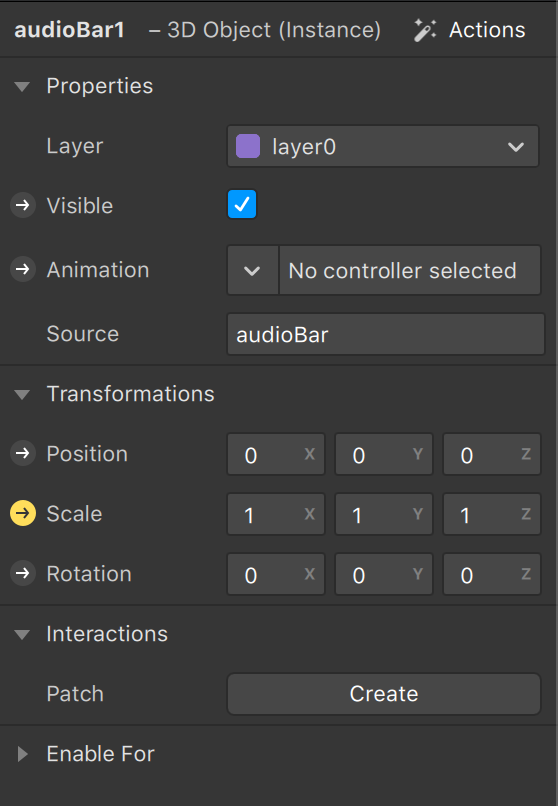 audioBar1 – 3D Object (Instance) Actions
Properties
Layer layer0
Visible
Animation No controller selected
Source audioBar
Transformations
Position 0 X 0 Y 0 Z
Scale 1 X 1 Y 1 Z
Rotation 0 X 0 Y 0 Z
Interactions
Patch Create
Enable For